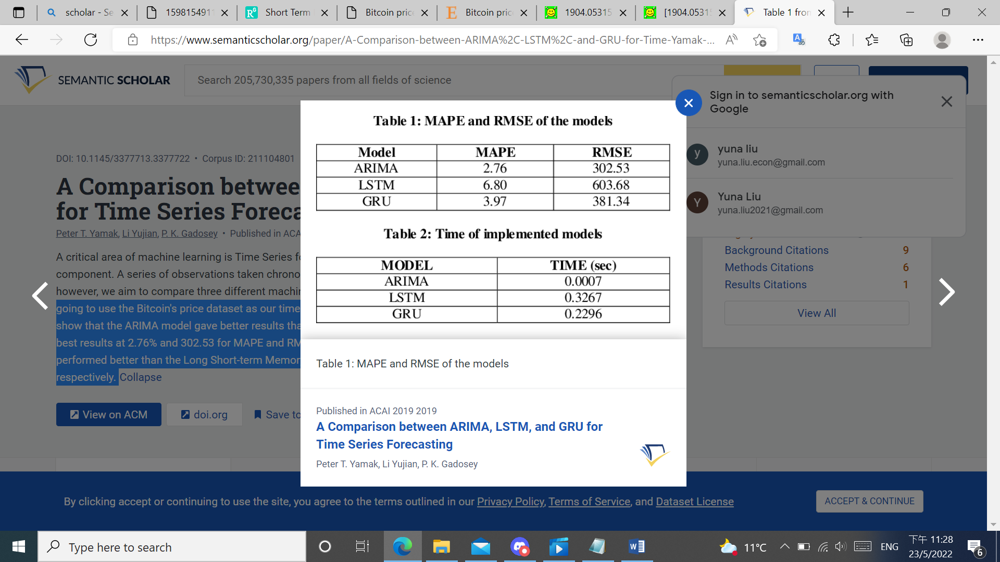 scholar - Se
1598154911
Short Term
Bitcoin pric
Bitcoin pric
1904.05315
[1904.0531
Table 1 fron
https://www.semanticscholar.org/paper/A-Comparison-between-ARIMA%2C-LSTM%2C-and-GRU-for-Time-Yamak-...
SEMANTIC SCHOLAR
Search 205,730,335 papers from all fields of science
Sign in to semanticscholar.org with
Google
y
yuna liu
yuna.liu.econ@gmail.com
Y
Yuna Liu
yuna.liu2021@gmail.com
DOI: 10.1145/3377713.3377722 • Corpus ID: 211104801
A Comparison betwee
for Time Series Foreca
Peter T. Yamak, Li Yujian, P. K. Gadosey • Published in ACA
A critical area of machine learning is Time Series fo
component. A series of observations taken chrono
however, we aim to compare three different machin
going to use the Bitcoin's price dataset as our time
show that the ARIMA model gave better results tha
best results at 2.76% and 302.53 for MAPE and RM
performed better than the Long Short-term Memor
respectively. Collapse
View on ACM
doi.org
Save to
Table 1: MAPE and RMSE of the models
Model MAPE RMSE
ARIMA 2.76 302.53
LSTM 6.80 603.68
GRU 3.97 381.34
Table 2: Time of implemented models
MODEL TIME (sec)
ARIMA 0.0007
LSTM 0.3267
GRU 0.2296
Table 1: MAPE and RMSE of the models
Published in ACAI 2019 2019
A Comparison between ARIMA, LSTM, and GRU for
Time Series Forecasting
Peter T. Yamak, Li Yujian, P. K. Gadosey
Background Citations 9
Methods Citations 6
Results Citations 1
View All
By clicking accept or continuing to use the site, you agree to the terms outlined in our Privacy Policy, Terms of Service, and Dataset License
ACCEPT & CONTINUE
Type here to search
11°C
ENG
下午 11:28
23/5/2022
6